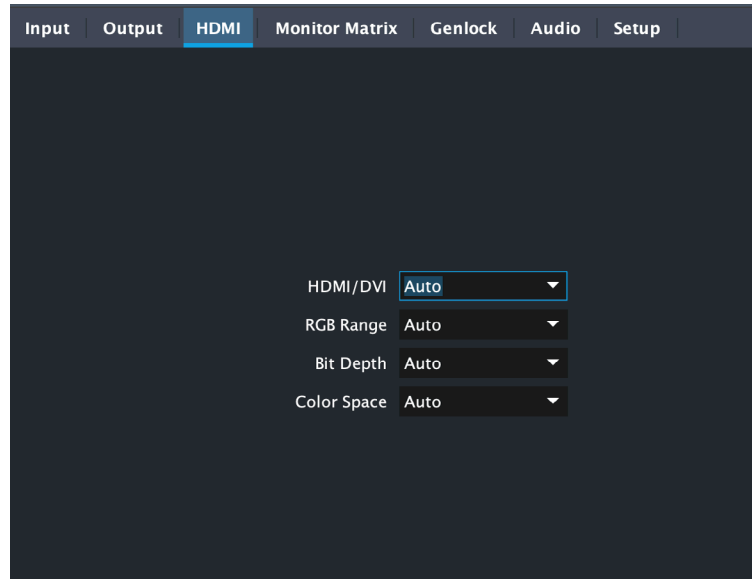 Input Output HDMI Monitor Matrix Genlock Audio Setup
HDMI/DVI Auto
RGB Range Auto
Bit Depth Auto
Color Space Auto